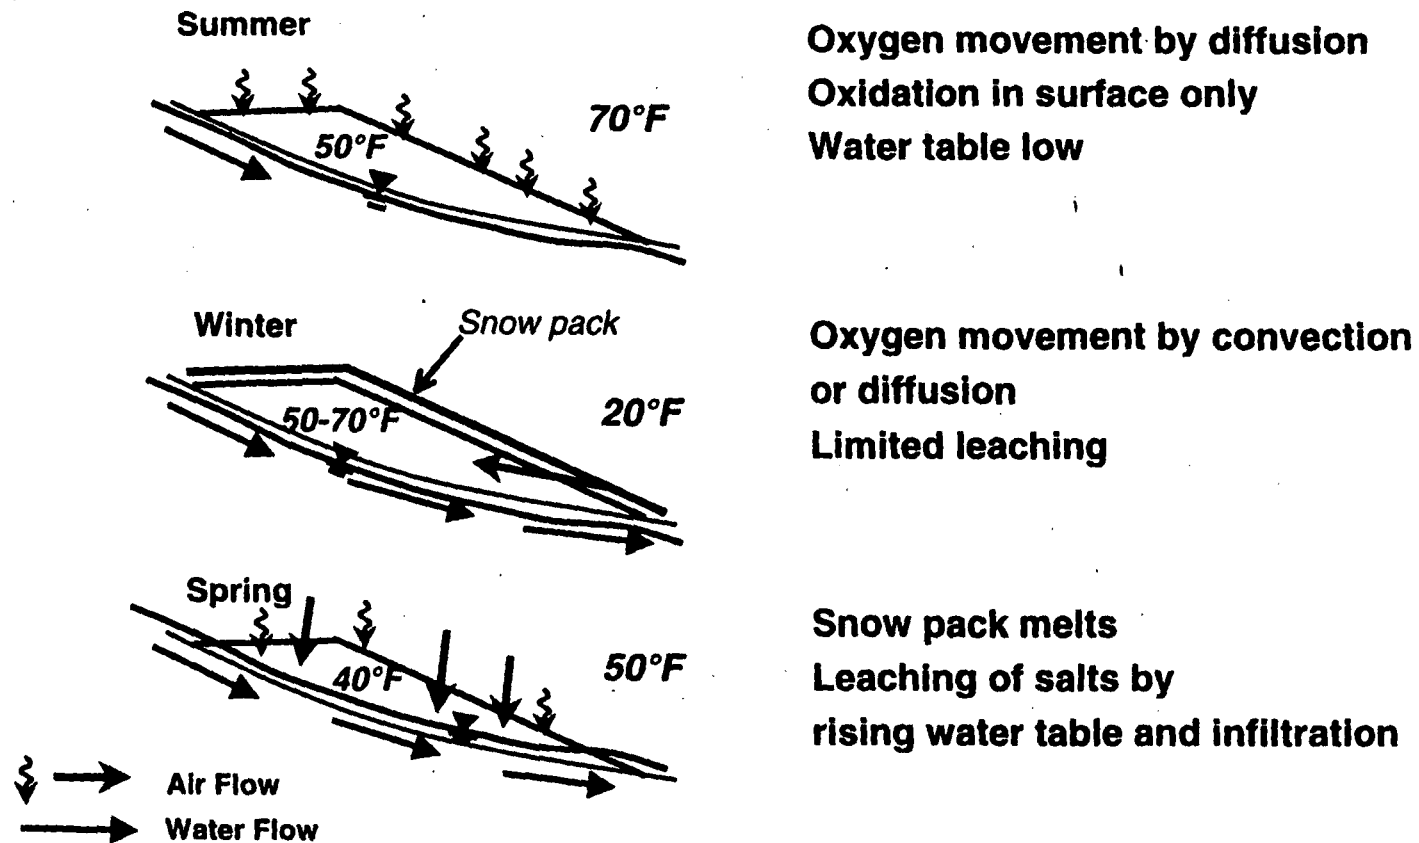 Summer
70°F
50°F
Oxygen movement by diffusion
Oxidation in surface only
Water table low
Winter
Snow pack
50-70°F
20°F
Oxygen movement by convection
or diffusion
Limited leaching
Spring
40°F
50°F
Snow pack melts
Leaching of salts by
rising water table and infiltration
Air Flow
Water Flow